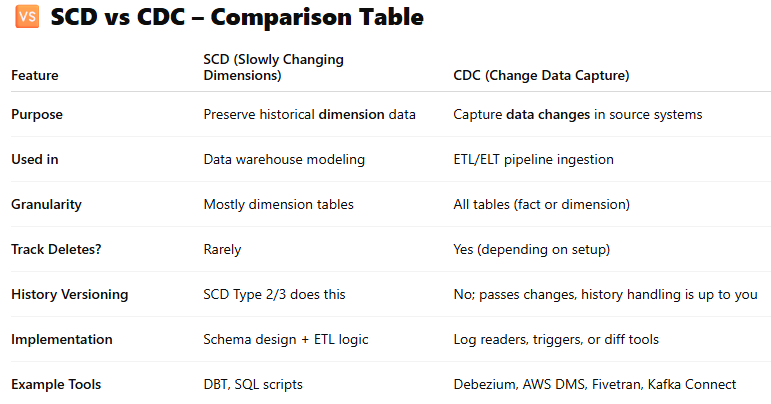 VS SCD vs CDC – Comparison Table
Feature SCD (Slowly Changing Dimensions) CDC (Change Data Capture)
Purpose Preserve historical dimension data Capture data changes in source systems
Used in Data warehouse modeling ETL/ELT pipeline ingestion
Granularity Mostly dimension tables All tables (fact or dimension)
Track Deletes? Rarely Yes (depending on setup)
History Versioning SCD Type 2/3 does this No; passes changes, history handling is up to you
Implementation Schema design + ETL logic Log readers, triggers, or diff tools
Example Tools DBT, SQL scripts Debezium, AWS DMS, Fivetran, Kafka Connect